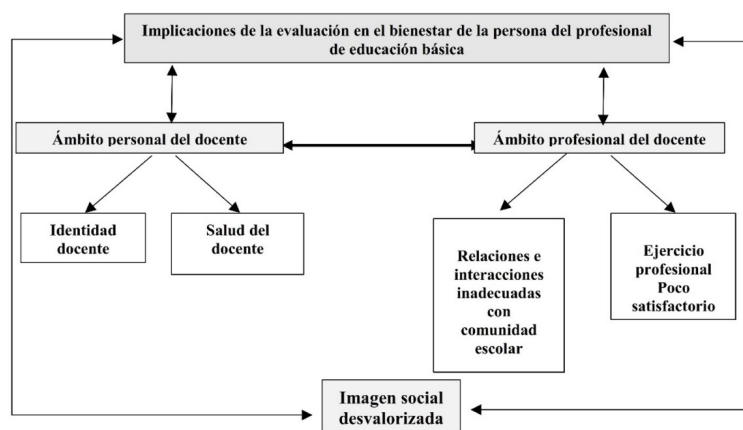 Implicaciones de la evaluación en el bienestar de la persona del profesional
de educación básica
Ámbito personal del docente
Ámbito profesional del docente
Identidad
docente
Salud del
docente
Relaciones e
interacciones
inadecuadas
con
comunidad
escolar
Ejercicio
profesional
Poco
satisfactorio
Imagen social
desvalorizada